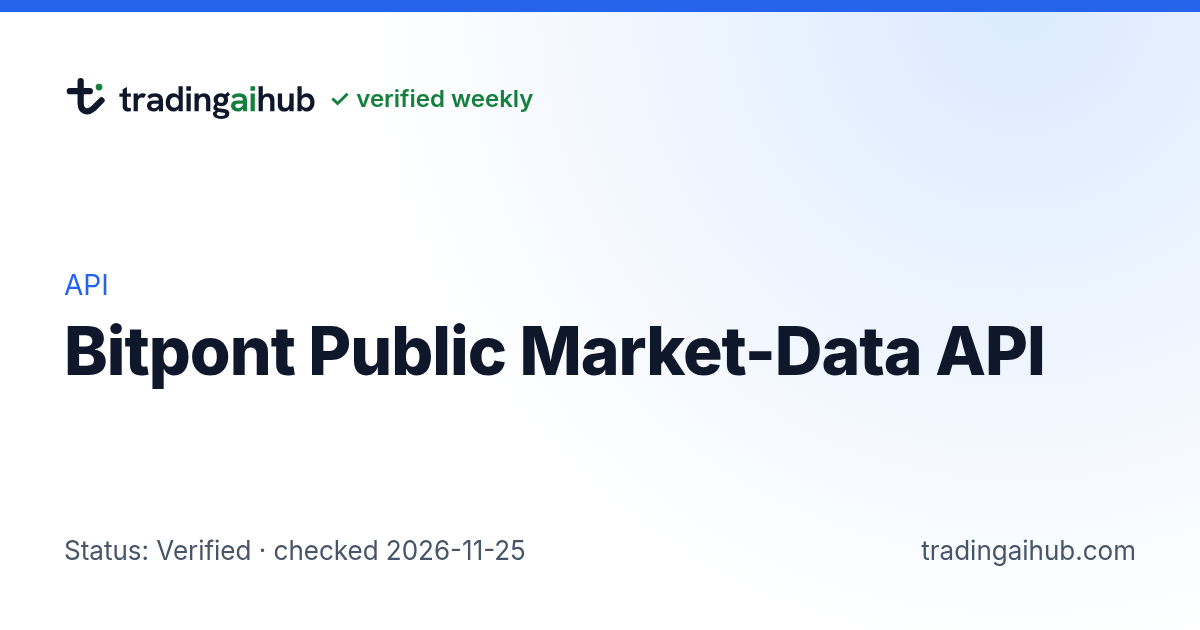 tradingaihub ✓ verified weekly
API
Bitpont Public Market-Data API
Status: Verified · checked 2026-11-25
tradingaihub.com